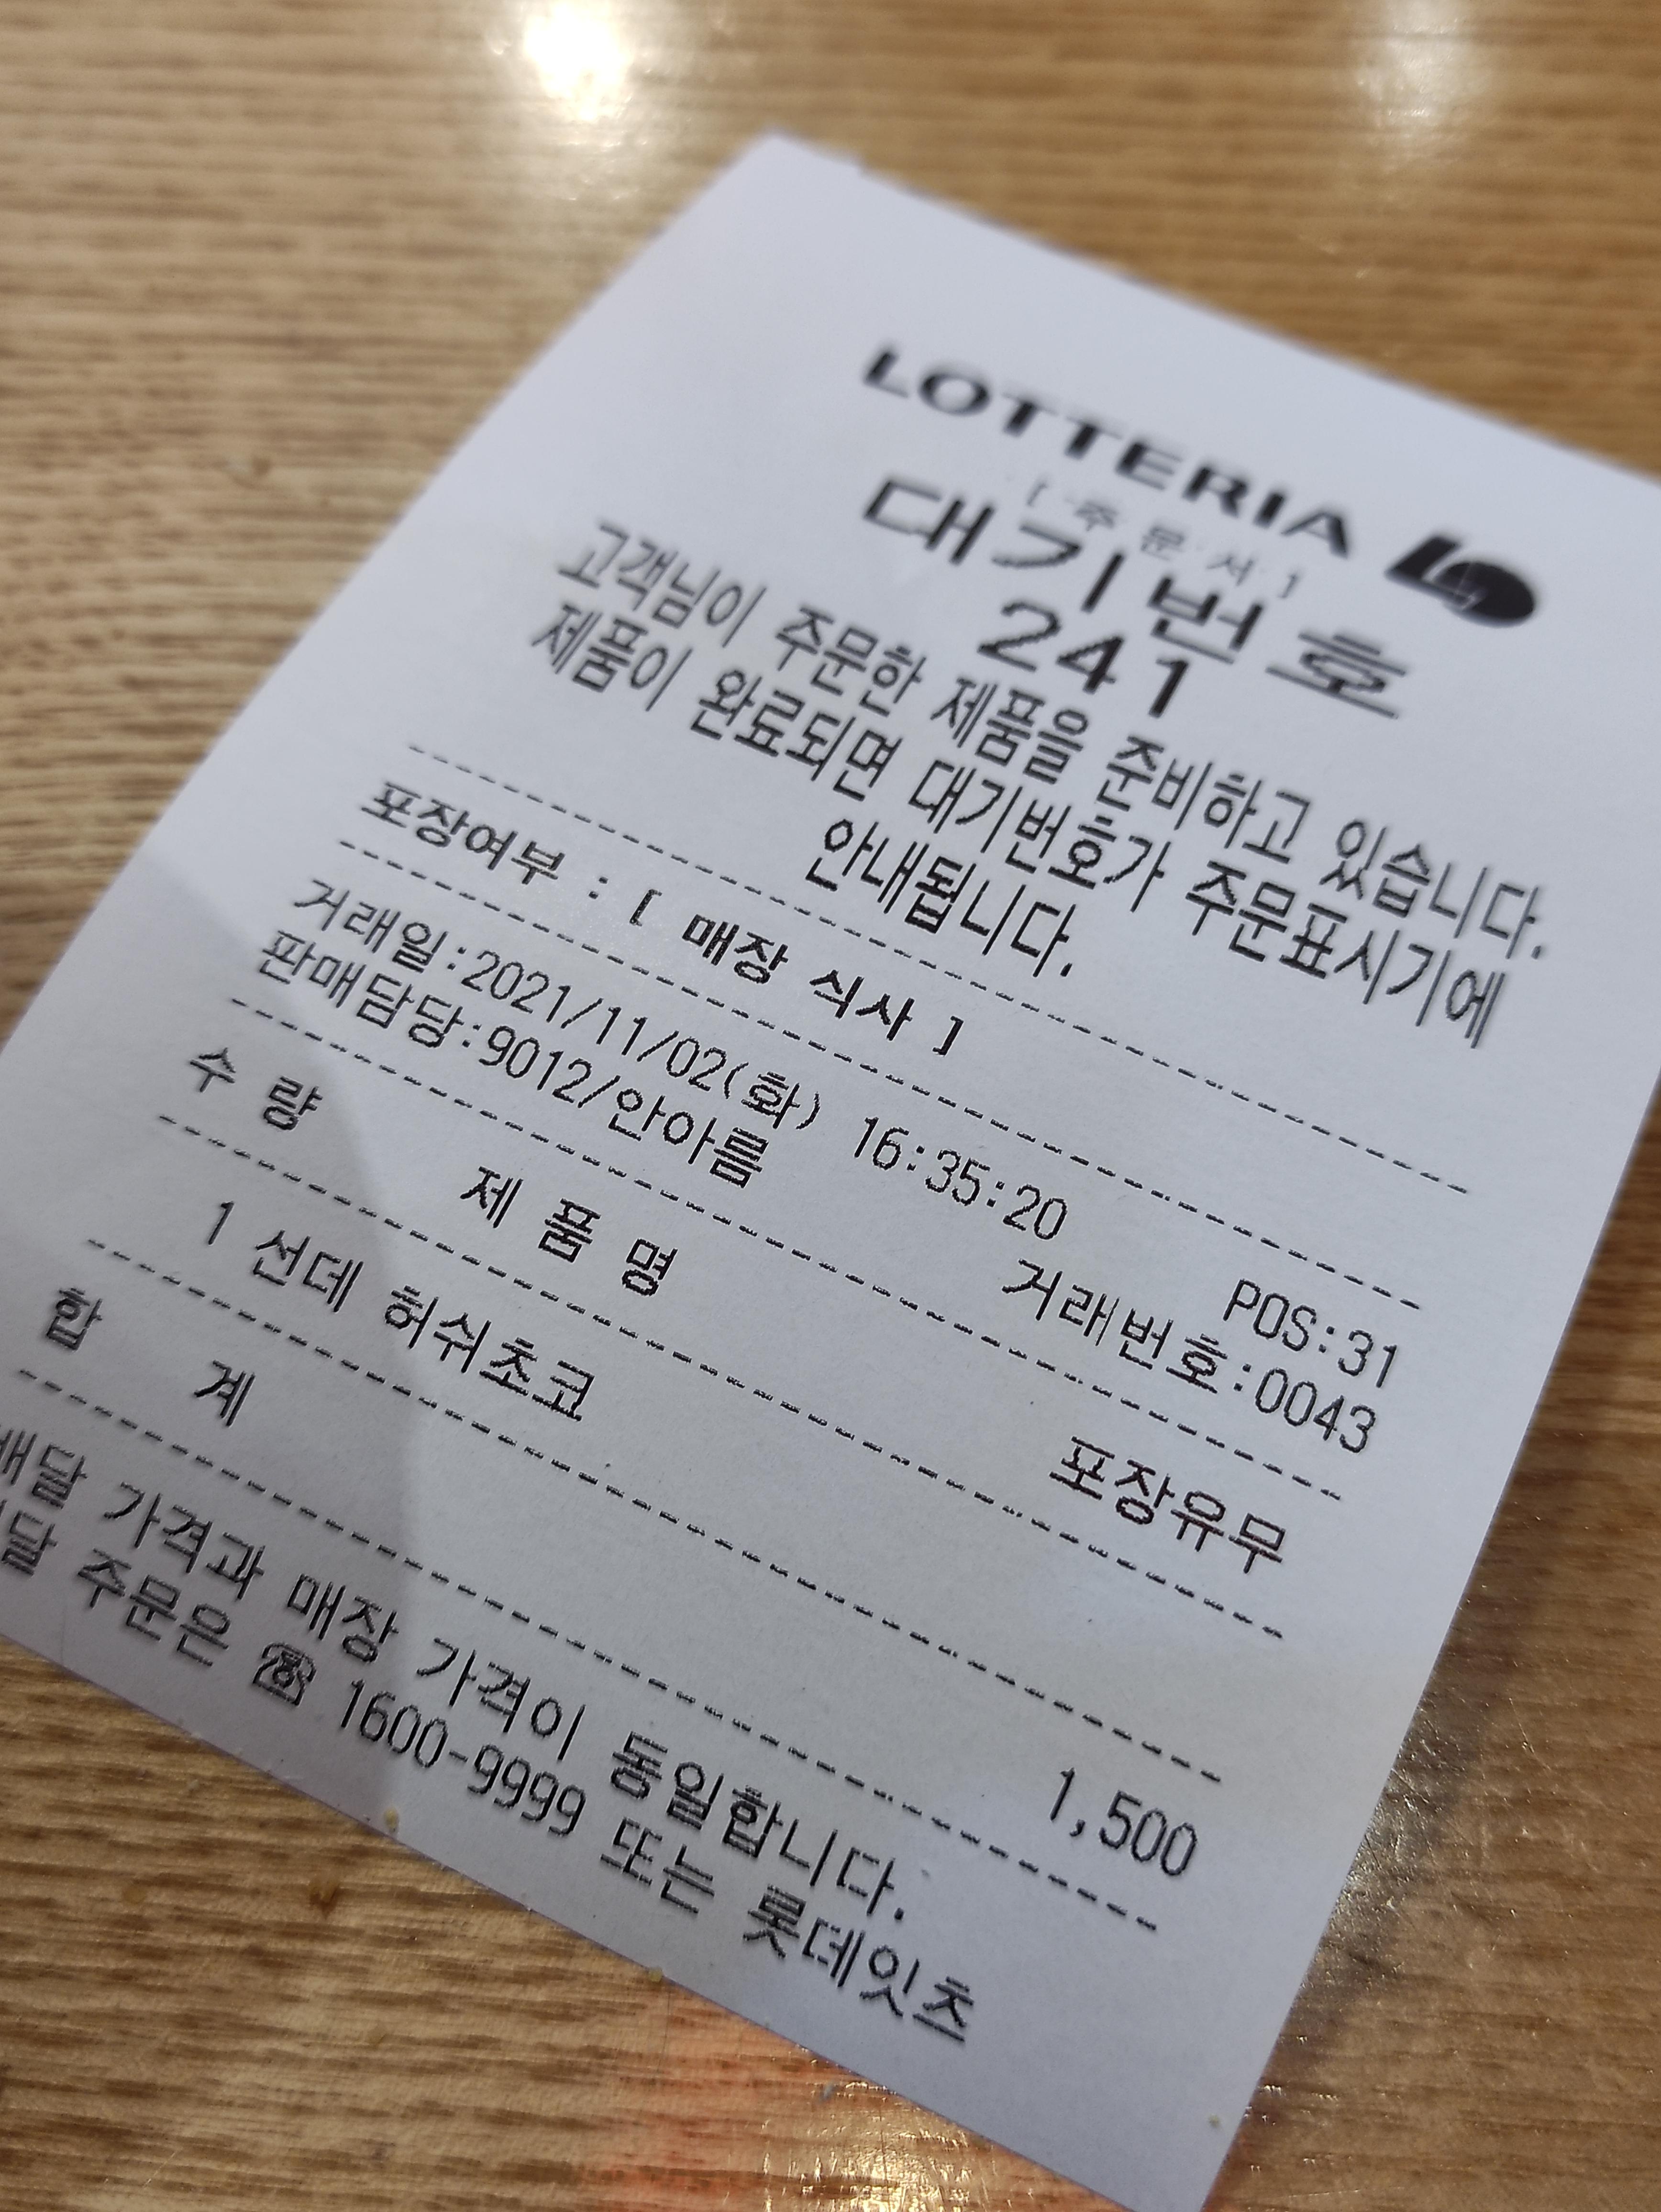 LOTTERIA
[ 주 문 서 ]
대기번호
241
고객님이 주문한 제품을 준비하고 있습니다.
제품이 완료되면 대기번호가 주문표시기에
안내됩니다.
포장여부 : [ 매장 식사 ]
거래일:2021/11/02(화) 16:35:20 POS:31
판매담당:9012/안아름 거래번호:0043
수 량 제 품 명 포장유무
1 선데 허쉬초코
합 계 1,500
배달 가격과 매장 가격이 동일합니다.
배달 주문은 ☎ 1600-9999 또는 롯데잇츠